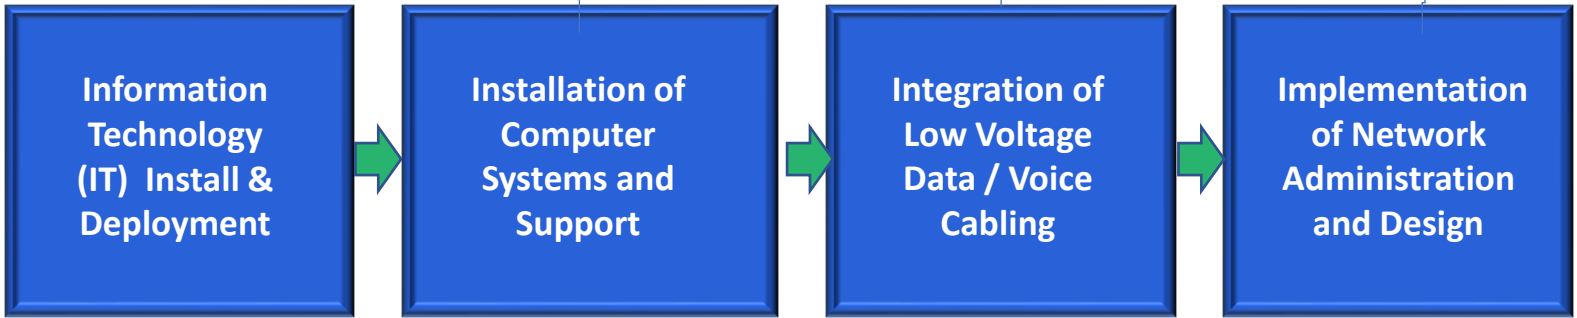 Information
Technology
(IT)  Install &
Deployment
Installation of
Computer
Systems and
Support
Integration of
Low Voltage
Data / Voice
Cabling
Implementation
of Network
Administration
and Design